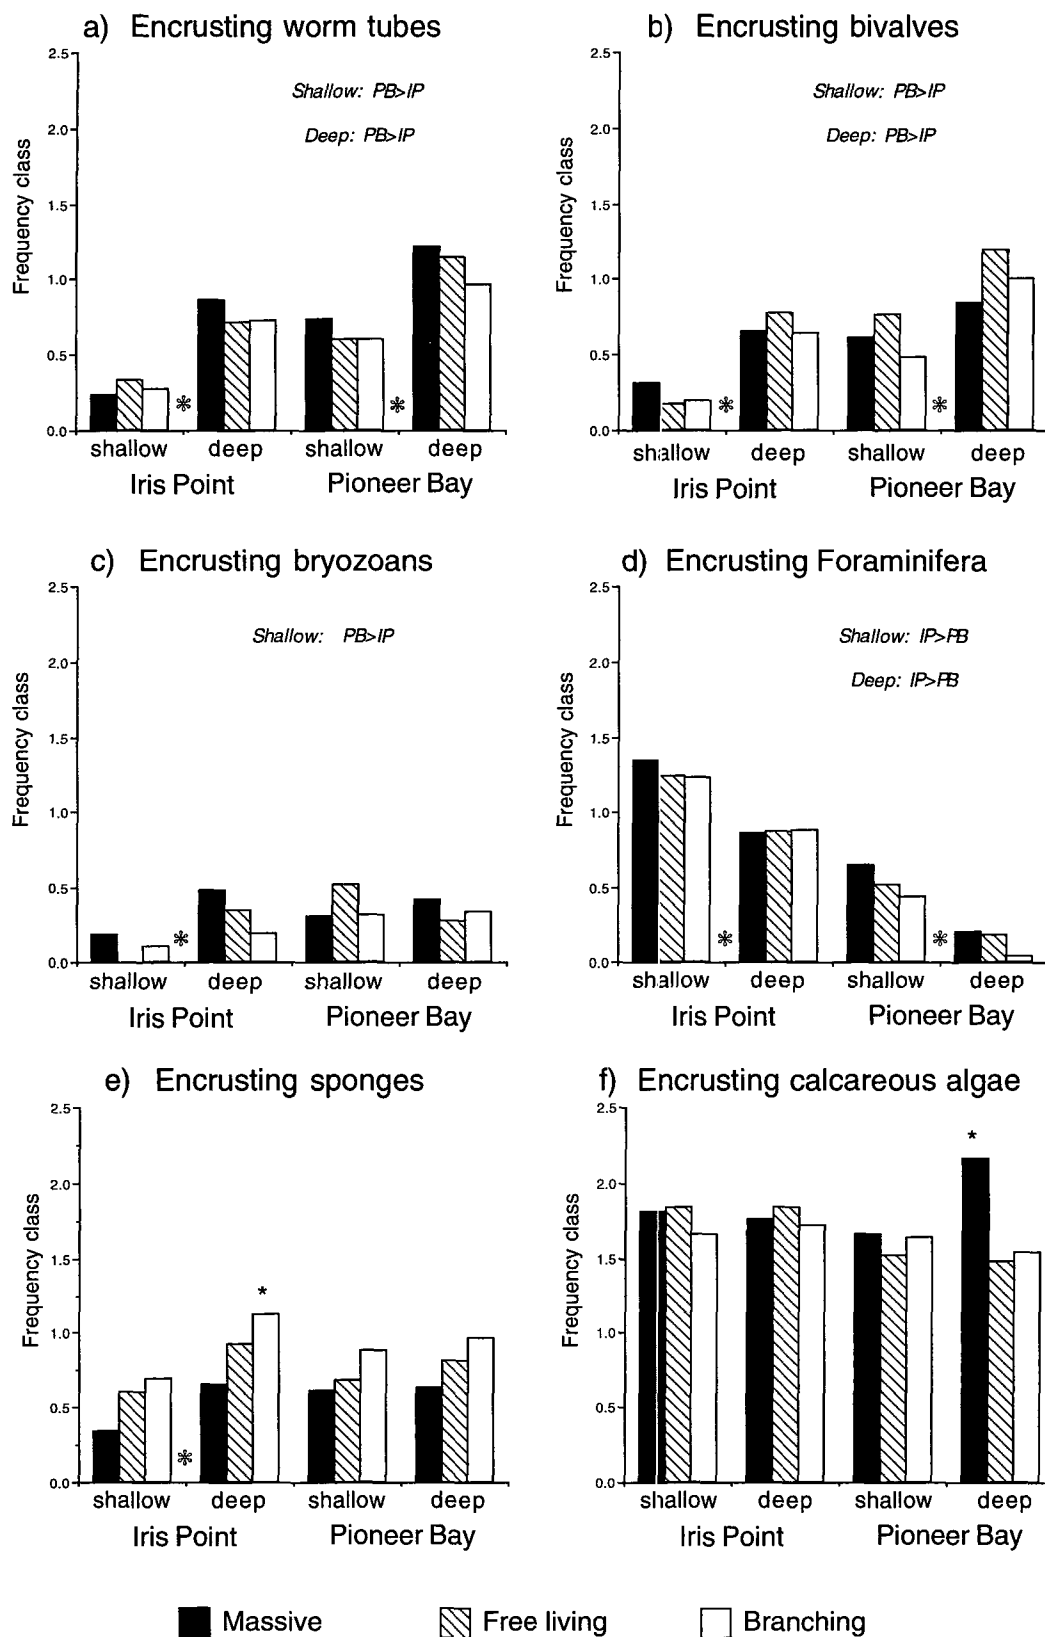 a) Encrusting worm tubes
2.5
2.0
1.5
1.0
0.5
0.0
Frequency class
Shallow: PB>IP
Deep: PB>IP
* *
shallow deep shallow deep
Iris Point Pioneer Bay
b) Encrusting bivalves
2.5
2.0
1.5
1.0
0.5
0.0
Frequency class
Shallow: PB>IP
Deep: PB>IP
* *
shallow deep shallow deep
Iris Point Pioneer Bay
c) Encrusting bryozoans
2.5
2.0
1.5
1.0
0.5
0.0
Frequency class
Shallow: PB>IP
*
shallow deep shallow deep
Iris Point Pioneer Bay
d) Encrusting Foraminifera
2.5
2.0
1.5
1.0
0.5
0.0
Frequency class
Shallow: IP>PB
Deep: IP>PB
* *
shallow deep shallow deep
Iris Point Pioneer Bay
e) Encrusting sponges
2.5
2.0
1.5
1.0
0.5
0.0
Frequency class
*
*
shallow deep shallow deep
Iris Point Pioneer Bay
f) Encrusting calcareous algae
2.5
2.0
1.5
1.0
0.5
0.0
Frequency class
*
shallow deep shallow deep
Iris Point Pioneer Bay
Massive Free living Branching